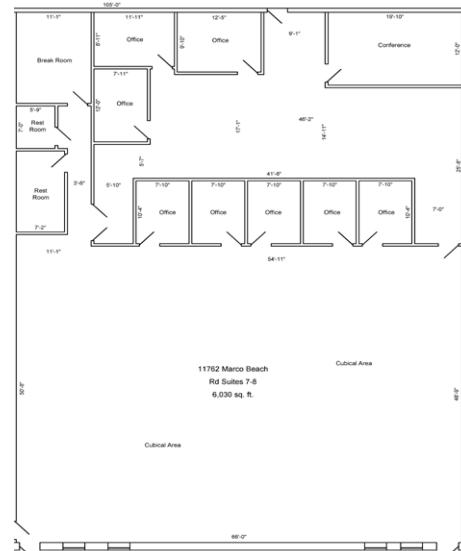 105'-0"
11'-1"
11'-11"
12'-5"
9'-1"
19'-10"
8'-11"
Office
9'-10"
Office
Conference
12'-0"
Break Room
7'-11"
12'-0"
Office
5'-9"
7'-0"
Rest
Room
17'-1"
46'-2"
14'-11"
5'-7"
25'-8"
Rest
Room
5'-8"
5'-10"
41'-8"
7'-10"
7'-10"
7'-10"
7'-10"
7'-10"
10'-4"
Office
Office
Office
Office
Office
10'-4"
7'-0"
7'-2"
11'-1"
54'-11"
11762 Marco Beach
Rd Suites 7-8
6,030 sq. ft.
Cubical Area
50'-8"
Cubical Area
66'-0"